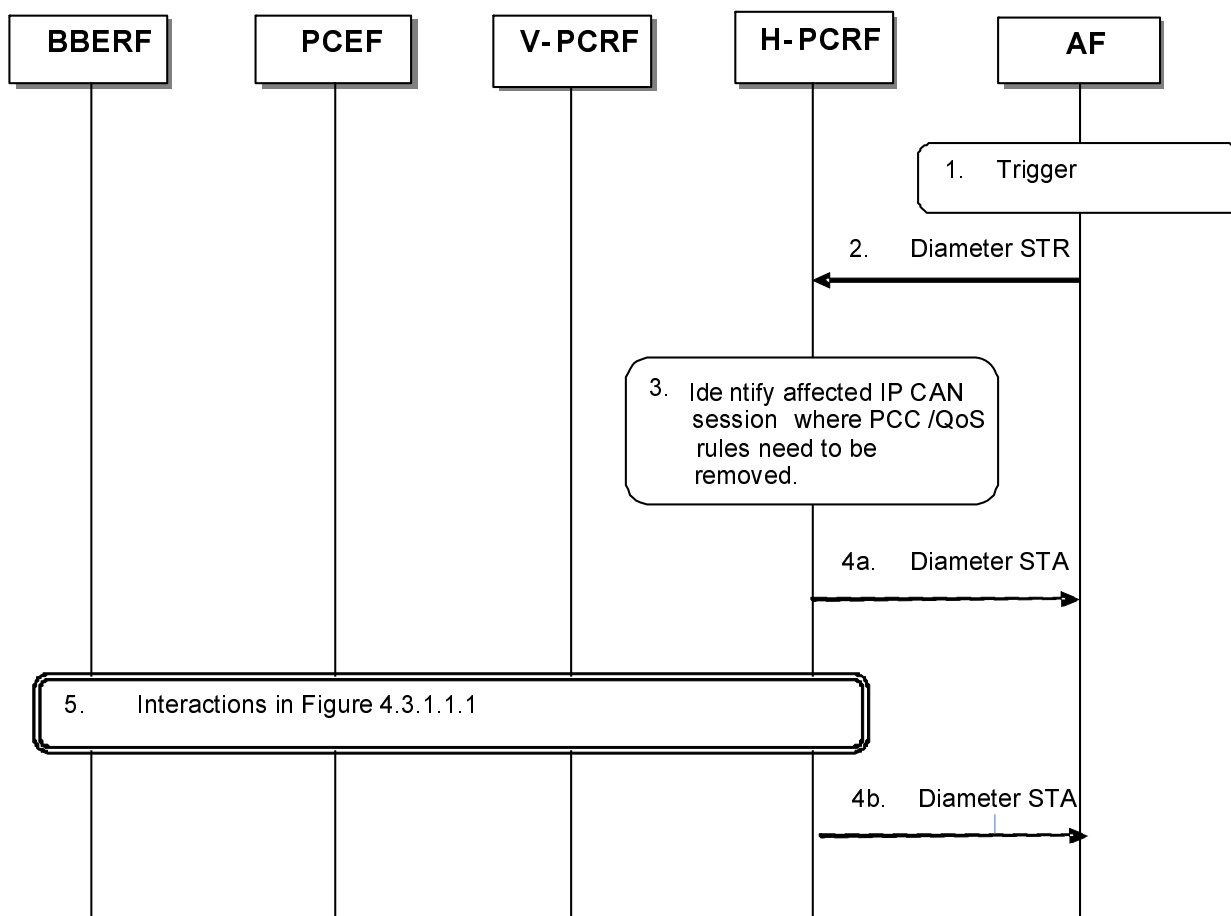 BBERF
PCEF
V-PCRF
H-PCRF
AF
1. Trigger
2. Diameter STR
3. Ide ntify affected IP CAN
session where PCC /QoS
rules need to be
removed.
4a. Diameter STA
5. Interactions in Figure 4.3.1.1.1
4b. Diameter STA